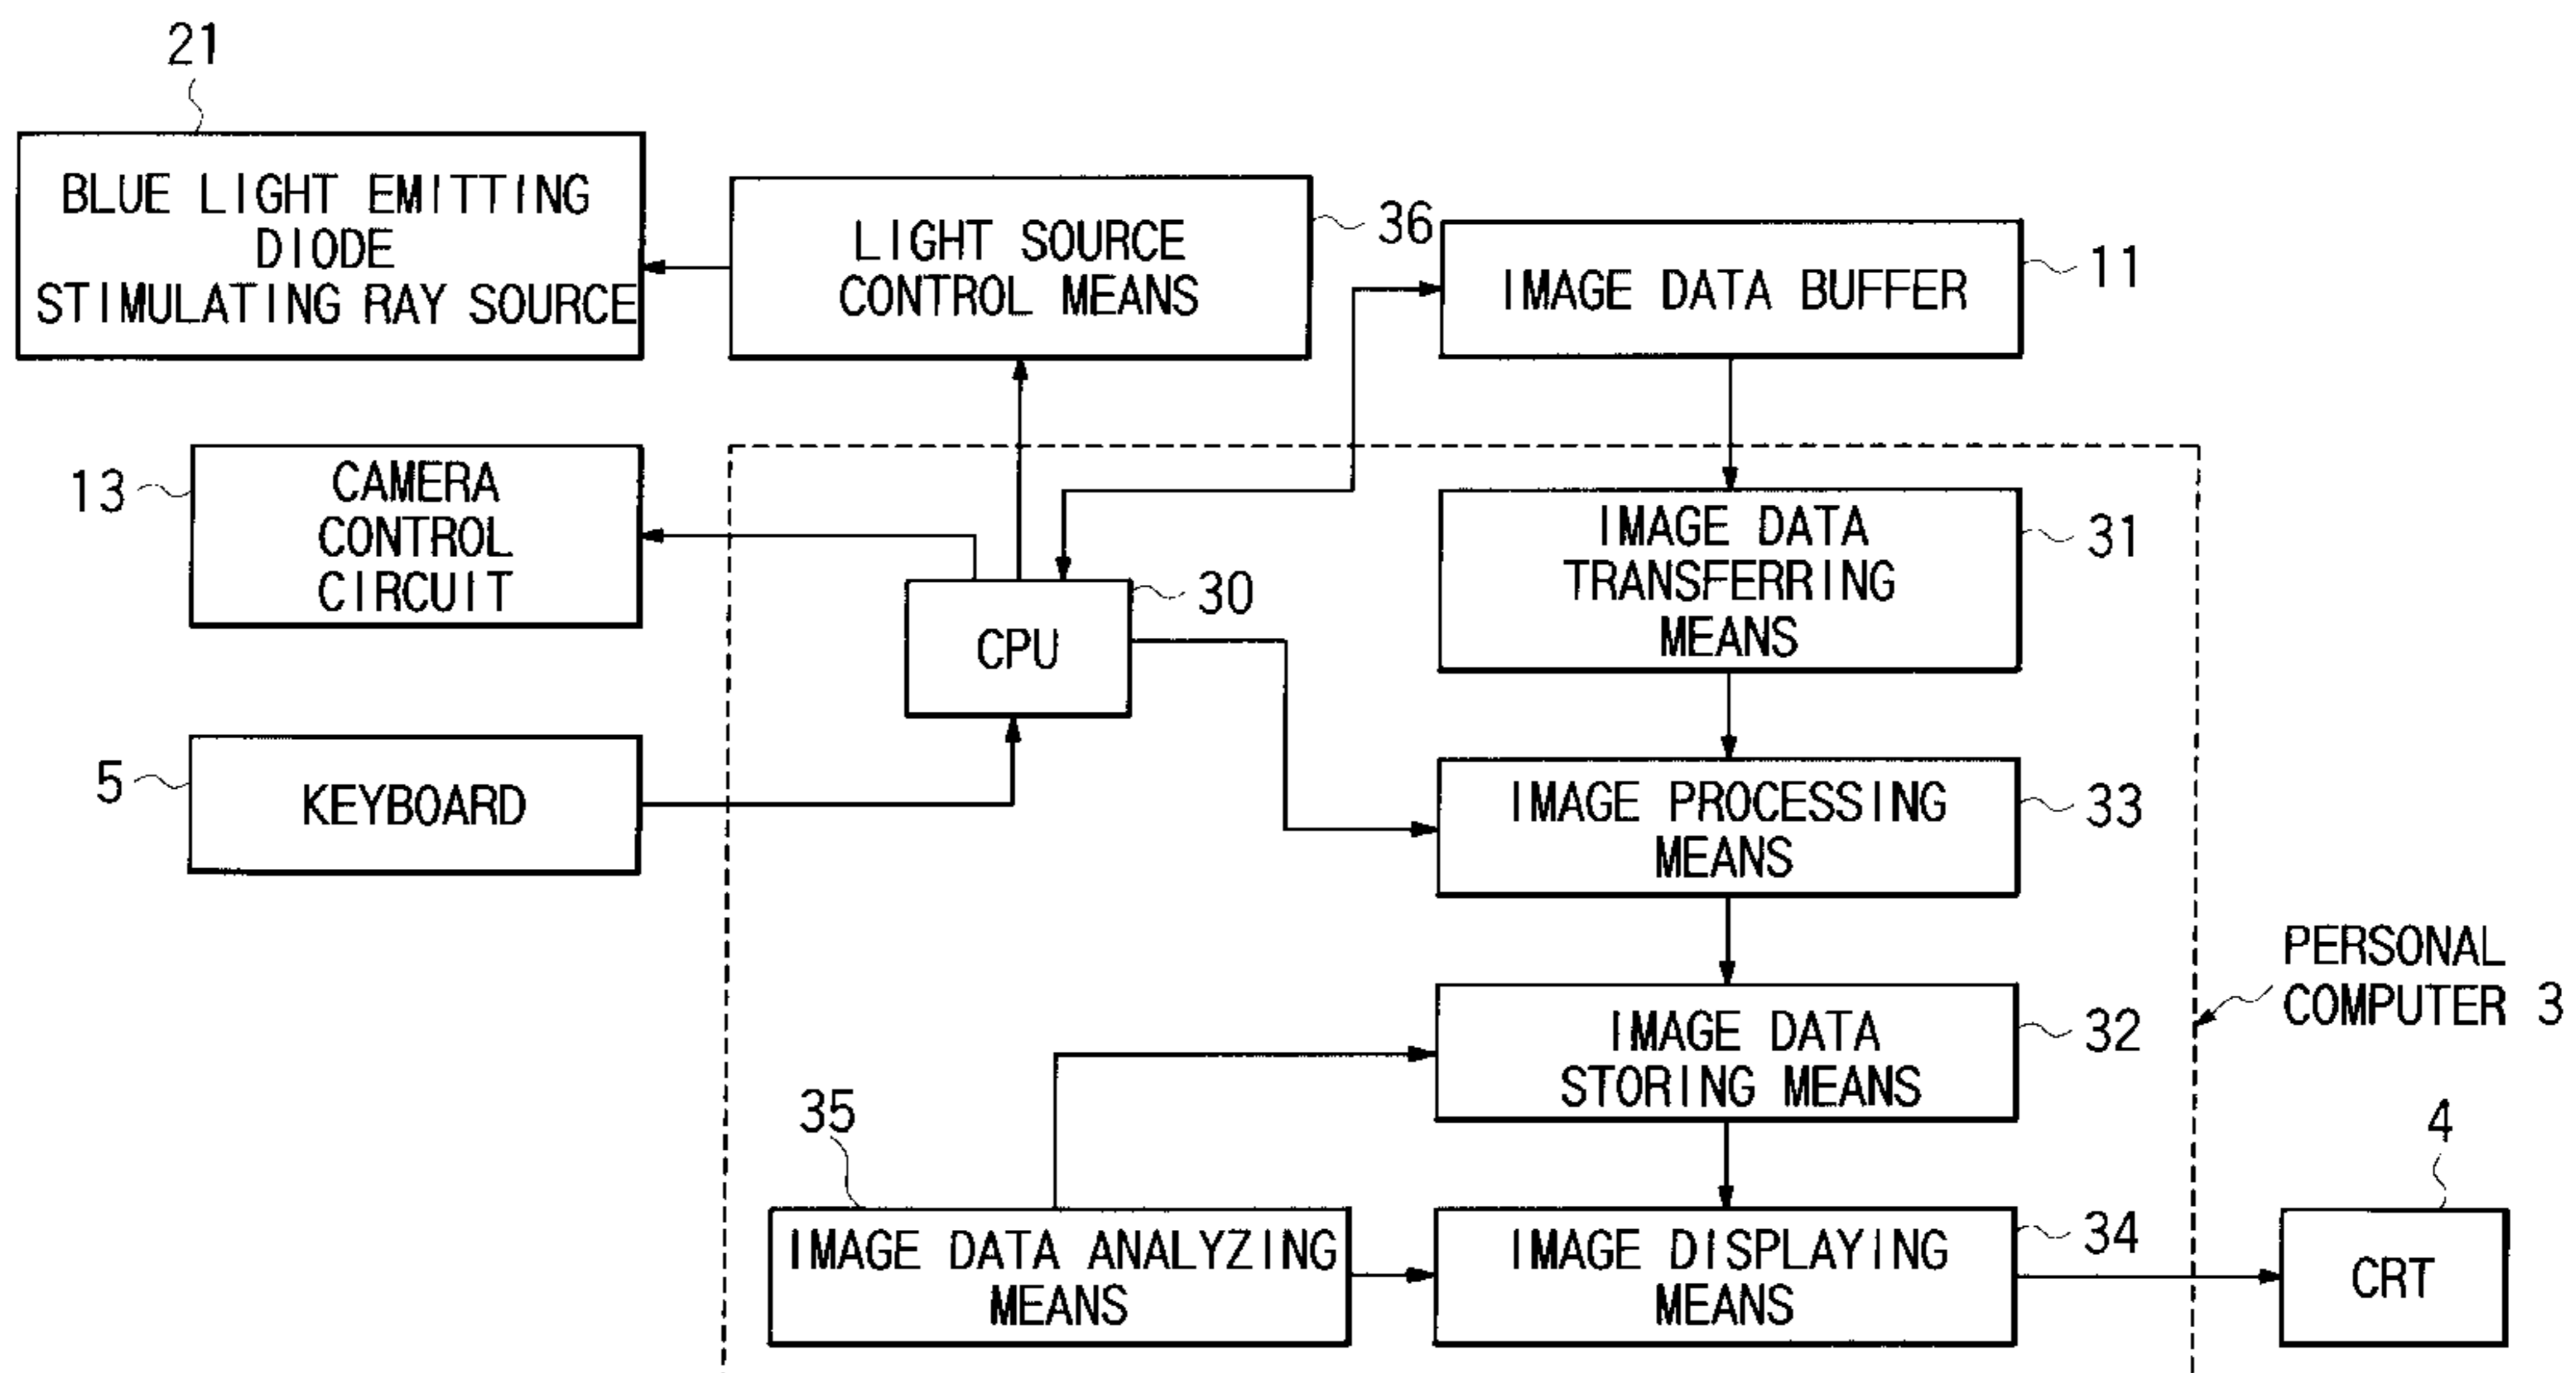 21
BLUE LIGHT EMITTING
DIODE
STIMULATING RAY SOURCE
LIGHT SOURCE
CONTROL MEANS
36
IMAGE DATA BUFFER
11
13
CAMERA
CONTROL
CIRCUIT
IMAGE DATA
TRANSFERRING
MEANS
31
30
CPU
5
KEYBOARD
IMAGE PROCESSING
MEANS
33
PERSONAL
COMPUTER 3
IMAGE DATA
STORING MEANS
32
35
4
IMAGE DATA ANALYZING
MEANS
IMAGE DISPLAYING
MEANS
34
CRT